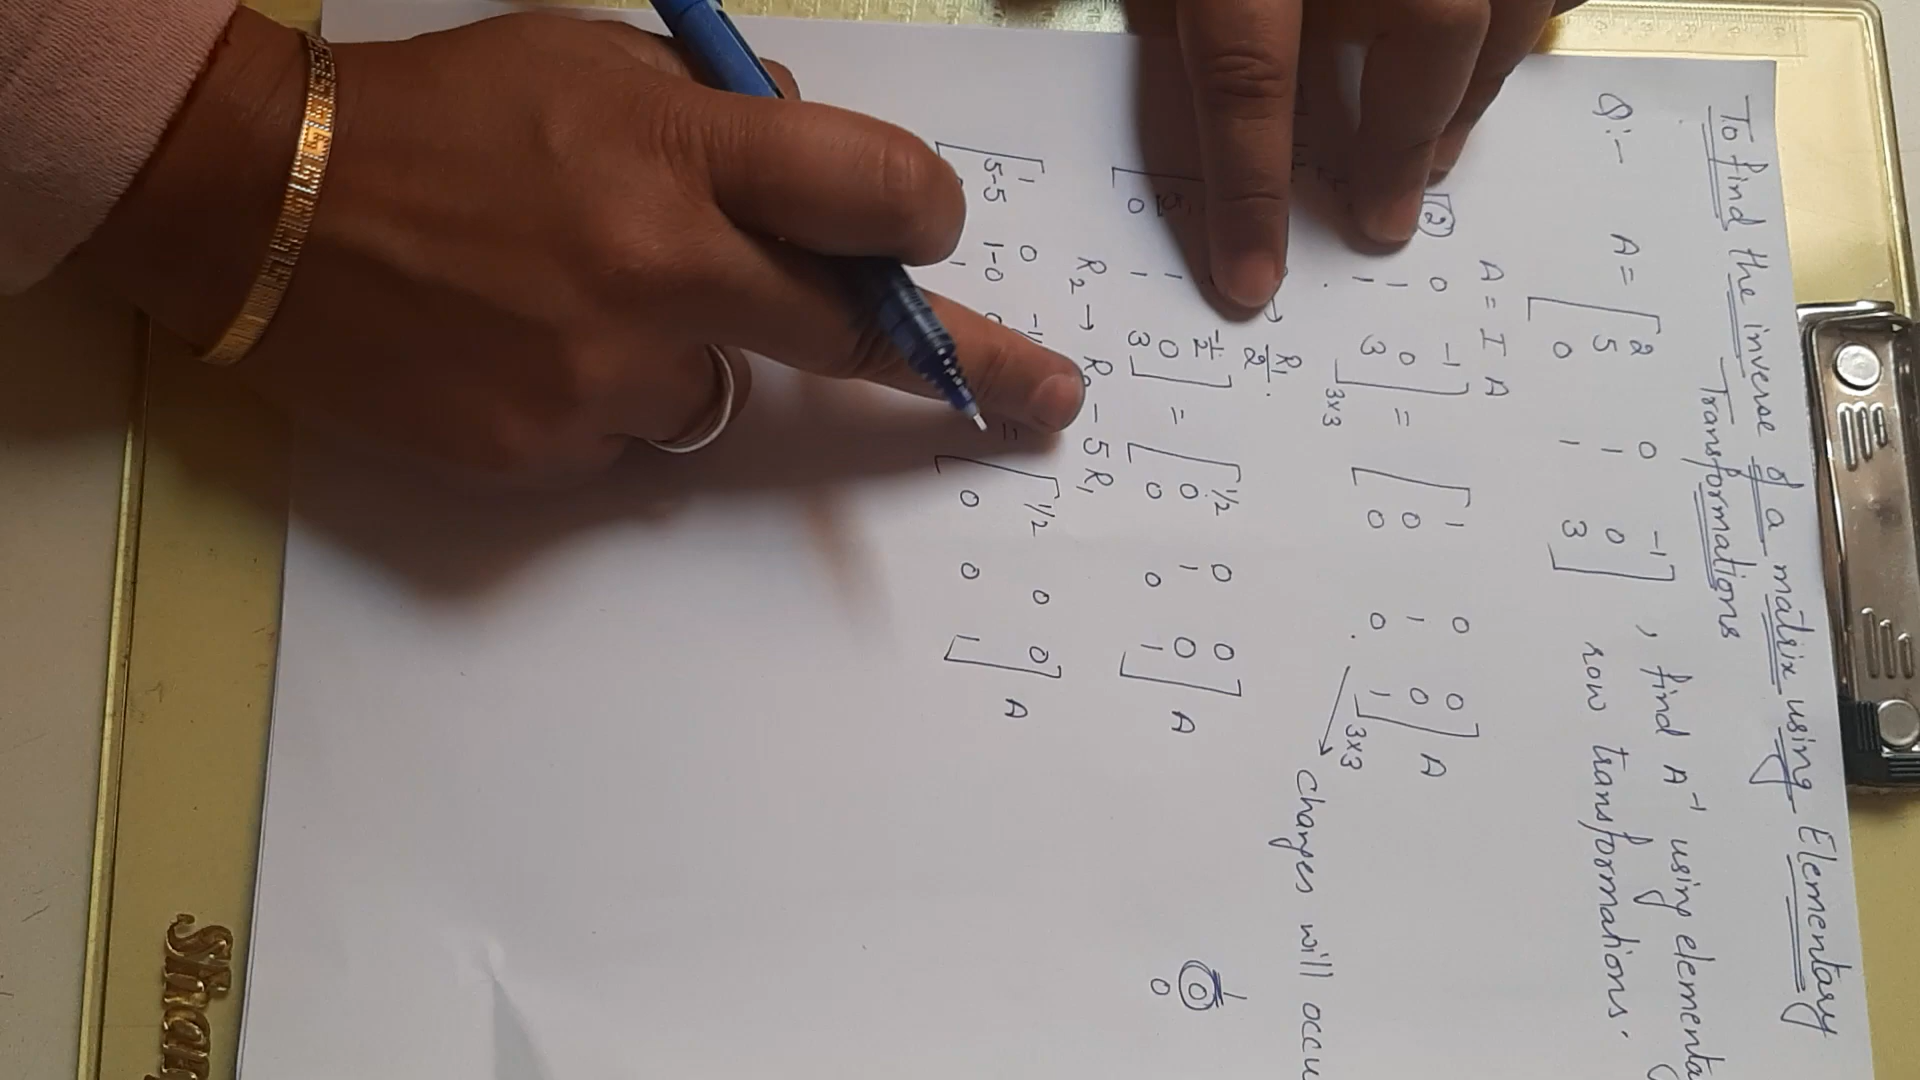 To find the inverse of a matrix using Elementary
Transformations
Q:- A = [ 2 0 -1 , find A⁻¹ using elementa
5 1 0 row transformations.
0 1 3 ]
A = I A
[ 2 0 -1 = [ 1 0 0 A
1 0 0 1 0
1 3 ] 3x3 0 0 1 ] 3x3
Changes will occu
→ R₁/2
-1/2 = [ 1/2 0 0 A
5 1 0 0 1 0
0 1 3 ] 0 0 1 ]
1
0
0
R₂ → R₂ - 5R₁
[ 1 0 = [ 1/2 0 0 A
5-5 1-0
1 0 0 1 ]
Shar